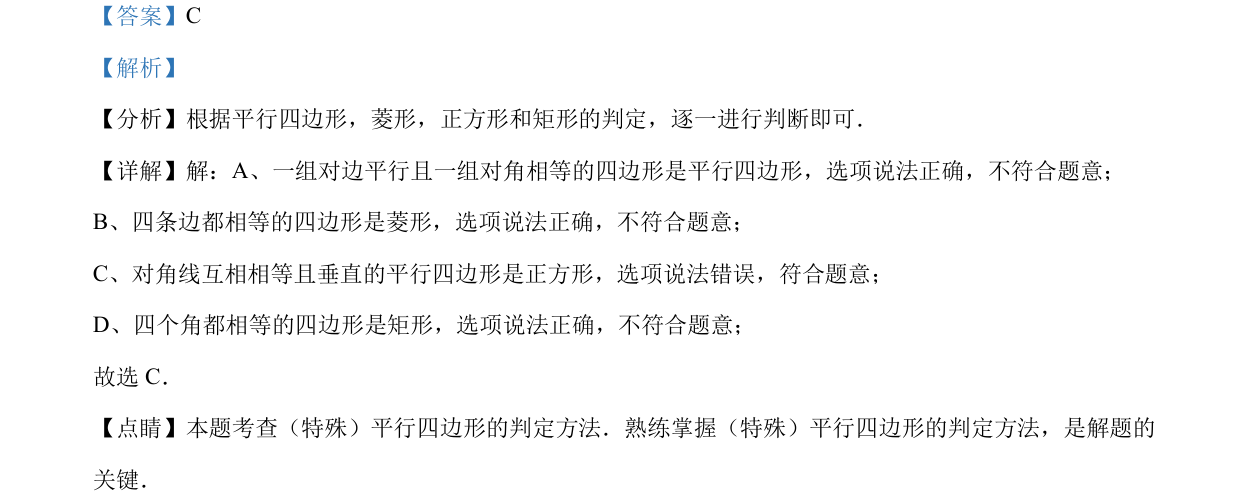 【答案】C
【解析】
【分析】根据平行四边形，菱形，正方形和矩形的判定，逐一进行判断即可．
【详解】解：A、一组对边平行且一组对角相等的四边形是平行四边形，选项说法正确，不符合题意；
B、四条边都相等的四边形是菱形，选项说法正确，不符合题意；
C、对角线互相相等且垂直的平行四边形是正方形，选项说法错误，符合题意；
D、四个角都相等的四边形是矩形，选项说法正确，不符合题意；
故选 C．
【点睛】本题考查（特殊）平行四边形的判定方法．熟练掌握（特殊）平行四边形的判定方法，是解题的
关键．